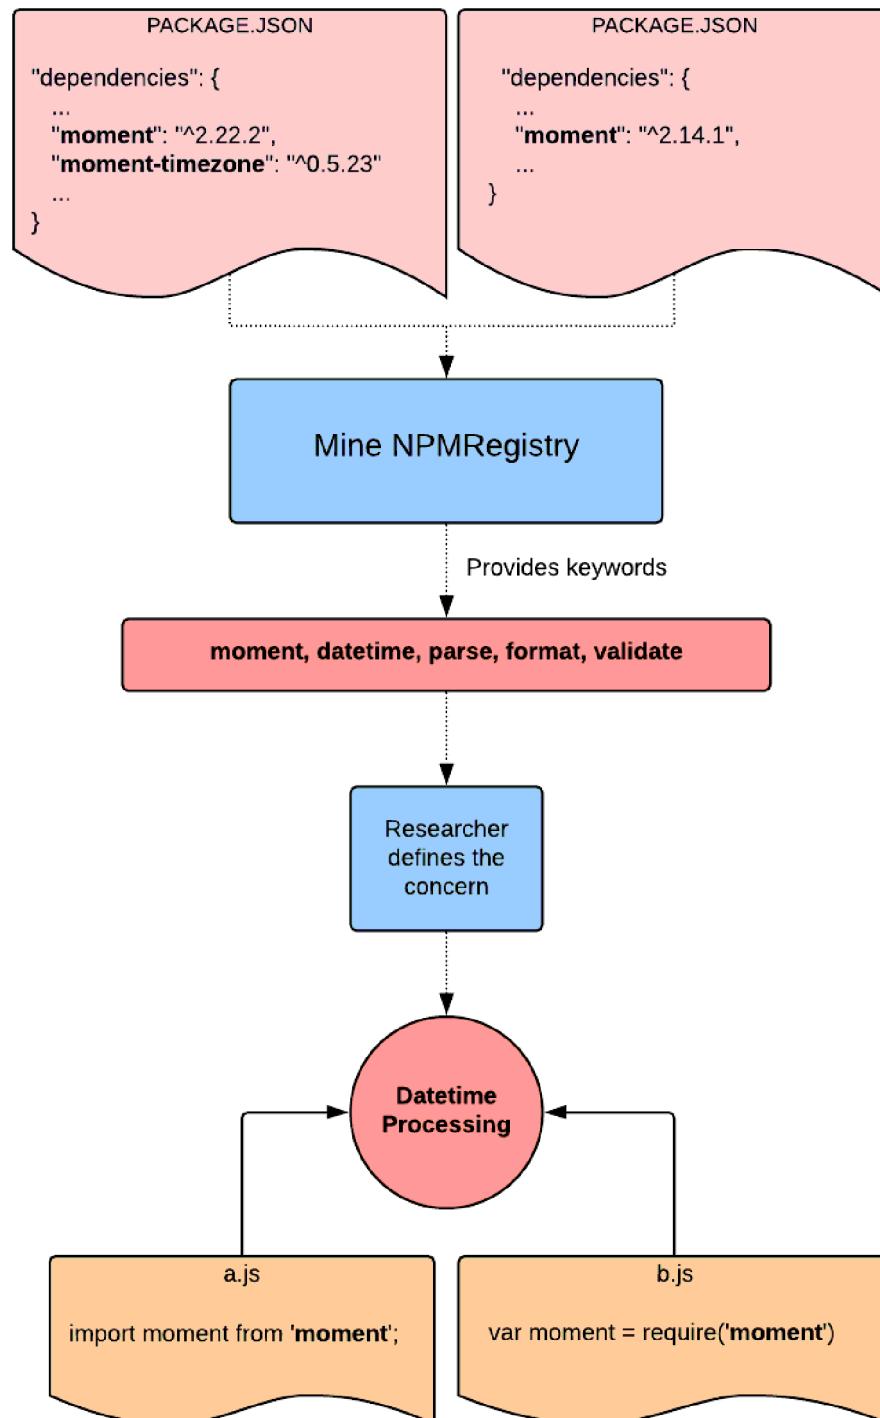 PACKAGE.JSON
"dependencies": {
...
"moment": "^2.22.2",
"moment-timezone": "^0.5.23"
...
}
PACKAGE.JSON
"dependencies": {
...
"moment": "^2.14.1",
...
}
Mine NPMRegistry
Provides keywords
moment, datetime, parse, format, validate
Researcher
defines the
concern
Datetime
Processing
a.js
import moment from 'moment';
b.js
var moment = require('moment')